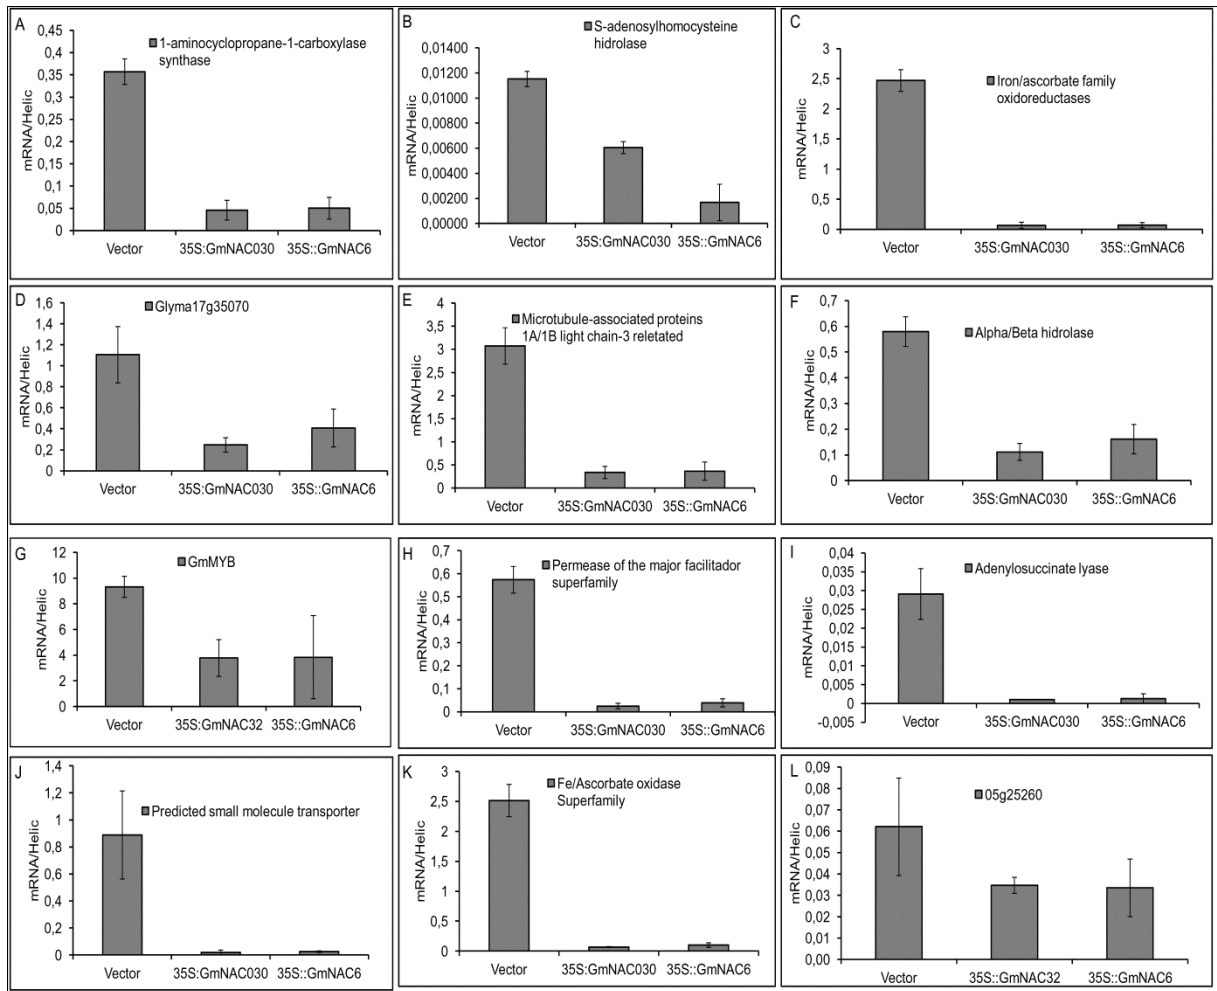 A
1-aminocyclopropane-1-carboxylase
synthase
mRNA/Helic
0,45
0,4
0,35
0,3
0,25
0,2
0,15
0,1
0,05
0
Vector 35S:GmNAC030 35S::GmNAC6
B
S-adenosylhomocysteine
hidrolase
mRNA/Helic
0,01400
0,01200
0,01000
0,00800
0,00600
0,00400
0,00200
0,00000
Vector 35S:GmNAC030 35S::GmNAC6
C
Iron/ascorbate family
oxidoreductases
mRNA/Helic
3
2,5
2
1,5
1
0,5
0
Vector 35S:GmNAC030 35S::GmNAC6
D
Glyma17g35070
mRNA/Helic
1,6
1,4
1,2
1
0,8
0,6
0,4
0,2
0
Vector 35S:GmNAC030 35S::GmNAC6
E
Microtubule-associated proteins
1A/1B light chain-3 reletated
mRNA/Helic
4
3,5
3
2,5
2
1,5
1
0,5
0
Vector 35S:GmNAC030 35S::GmNAC6
F
Alpha/Beta hidrolase
mRNA/Helic
0,7
0,6
0,5
0,4
0,3
0,2
0,1
0
Vector 35S:GmNAC030 35S::GmNAC6
G
GmMYB
mRNA/Helic
12
10
8
6
4
2
0
Vector 35S:GmNAC32 35S::GmNAC6
H
Permease of the major facilitador
superfamily
mRNA/Helic
0,7
0,6
0,5
0,4
0,3
0,2
0,1
0
Vector 35S:GmNAC030 35S::GmNAC6
I
Adenylosuccinate lyase
mRNA/Helic
0,04
0,035
0,03
0,025
0,02
0,015
0,01
0,005
0
-0,005
Vector 35S:GmNAC030 35S::GmNAC6
J
Predicted small molecule transporter
mRNA/Helic
1,4
1,2
1
0,8
0,6
0,4
0,2
0
Vector 35S:GmNAC030 35S::GmNAC6
K
Fe/Ascorbate oxidase
Superfamily
mRNA/Helic
3
2,5
2
1,5
1
0,5
0
Vector 35S:GmNAC030 35S::GmNAC6
L
05g25260
mRNA/Helic
0,09
0,08
0,07
0,06
0,05
0,04
0,03
0,02
0,01
0,00
Vector 35S::GmNAC32 35S::GmNAC6